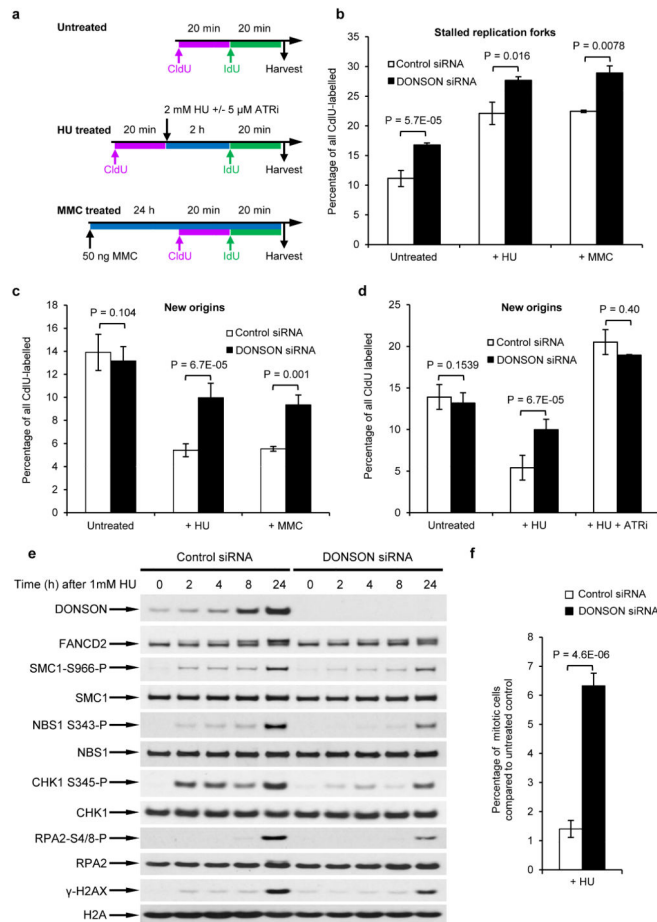 a
Untreated
20 min 20 min
CldU IdU Harvest
2 mM HU +/- 5 µM ATRi
HU treated 20 min 2 h 20 min
CldU IdU Harvest
MMC treated
24 h 20 min 20 min
50 ng MMC CldU IdU Harvest
b
Stalled replication forks
Percentage of all CdlU-labelled
35
30
25
20
15
10
5
0
Control siRNA
DONSON siRNA
P = 5.7E-05
P = 0.016
P = 0.0078
Untreated + HU + MMC
c
New origins
Percentage of all CdlU-labelled
18
16
14
12
10
8
6
4
2
0
P = 0.104
Control siRNA
DONSON siRNA
P = 6.7E-05
P = 0.001
Untreated + HU + MMC
d
New origins
Percentage of all CdlU labelled
25
20
15
10
5
0
Control siRNA
DONSON siRNA
P = 0.1539
P = 6.7E-05
P = 0.40
Untreated + HU + HU + ATRi
e
Control siRNA DONSON siRNA
Time (h) after 1mM HU 0 2 4 8 24 0 2 4 8 24
DONSON
FANCD2
SMC1-S966-P
SMC1
NBS1 S343-P
NBS1
CHK1 S345-P
CHK1
RPA2-S4/8-P
RPA2
γ-H2AX
H2A
f
Control siRNA
DONSON siRNA
P = 4.6E-06
Percentage of mitotic cells
compared to untreated control
8
7
6
5
4
3
2
1
0
+ HU